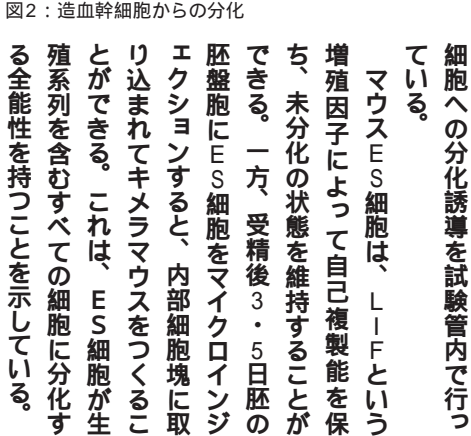 図2：造血幹細胞からの分化
細胞への分化誘導を試験管内で行っ
ている。
マウスES細胞は、LIFという
増殖因子によって自己複製能を保
ち、未分化の状態を維持することが
できる。一方、受精後3・5日胚の
胚盤胞にES細胞をマイクロインジ
ェクションすると、内部細胞塊に取
り込まれてキメラマウスをつくるこ
とができる。これは、ES細胞が生
殖系列を含むすべての細胞に分化す
る全能性を持つことを示している。